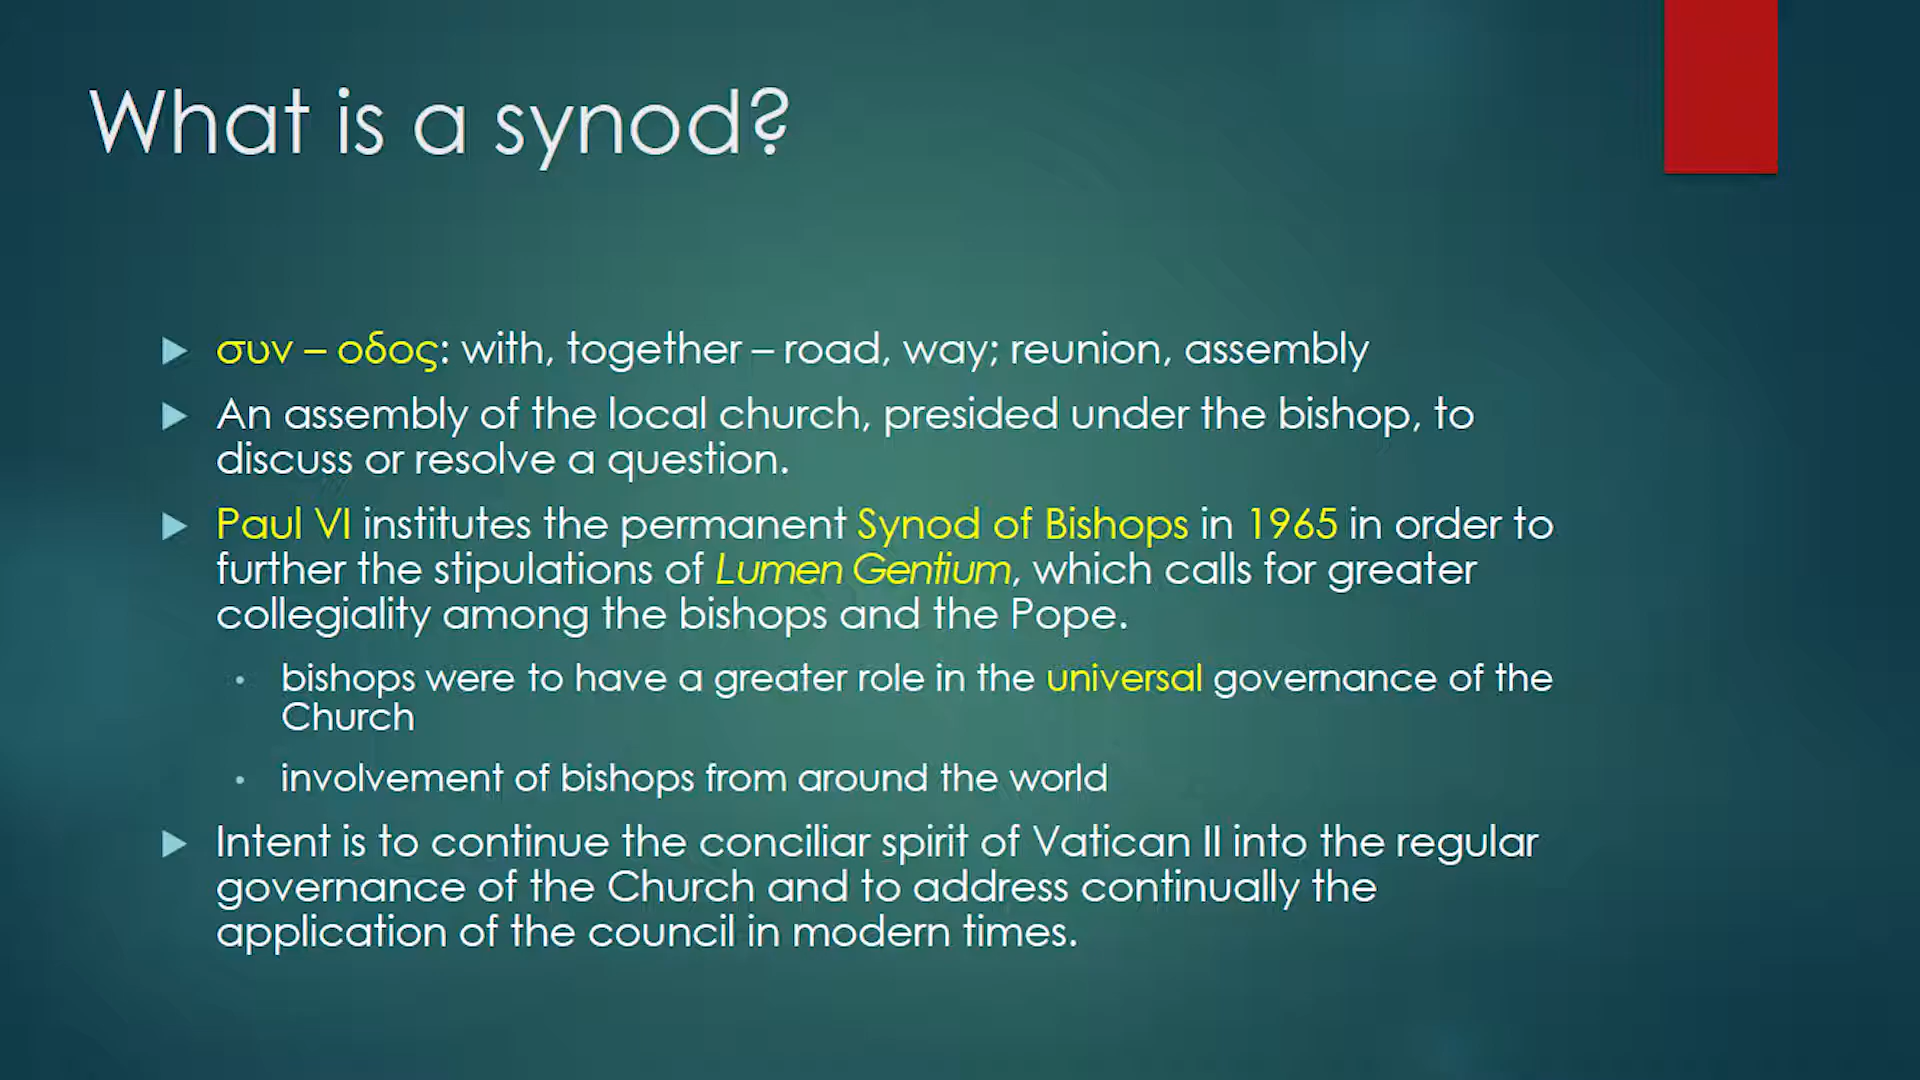 What is a synod?
συν – οδος: with, together – road, way; reunion, assembly
An assembly of the local church, presided under the bishop, to
discuss or resolve a question.
Paul VI institutes the permanent Synod of Bishops in 1965 in order to
further the stipulations of Lumen Gentium, which calls for greater
collegiality among the bishops and the Pope.
bishops were to have a greater role in the universal governance of the
Church
involvement of bishops from around the world
Intent is to continue the conciliar spirit of Vatican II into the regular
governance of the Church and to address continually the
application of the council in modern times.